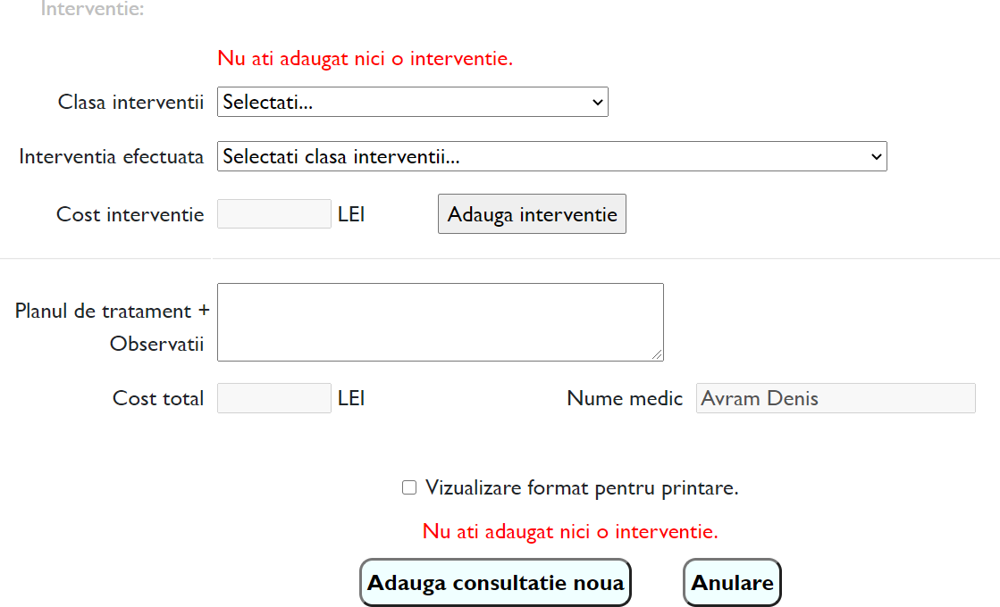 Interventie:
Nu ati adaugat nici o interventie.
Clasa interventii Selectati...
Interventia efectuata Selectati clasa interventii...
Cost interventie LEI Adauga interventie
Planul de tratament +
Observatii
Cost total LEI Nume medic Avram Denis
Vizualizare format pentru printare.
Nu ati adaugat nici o interventie.
Adauga consultatie noua Anulare